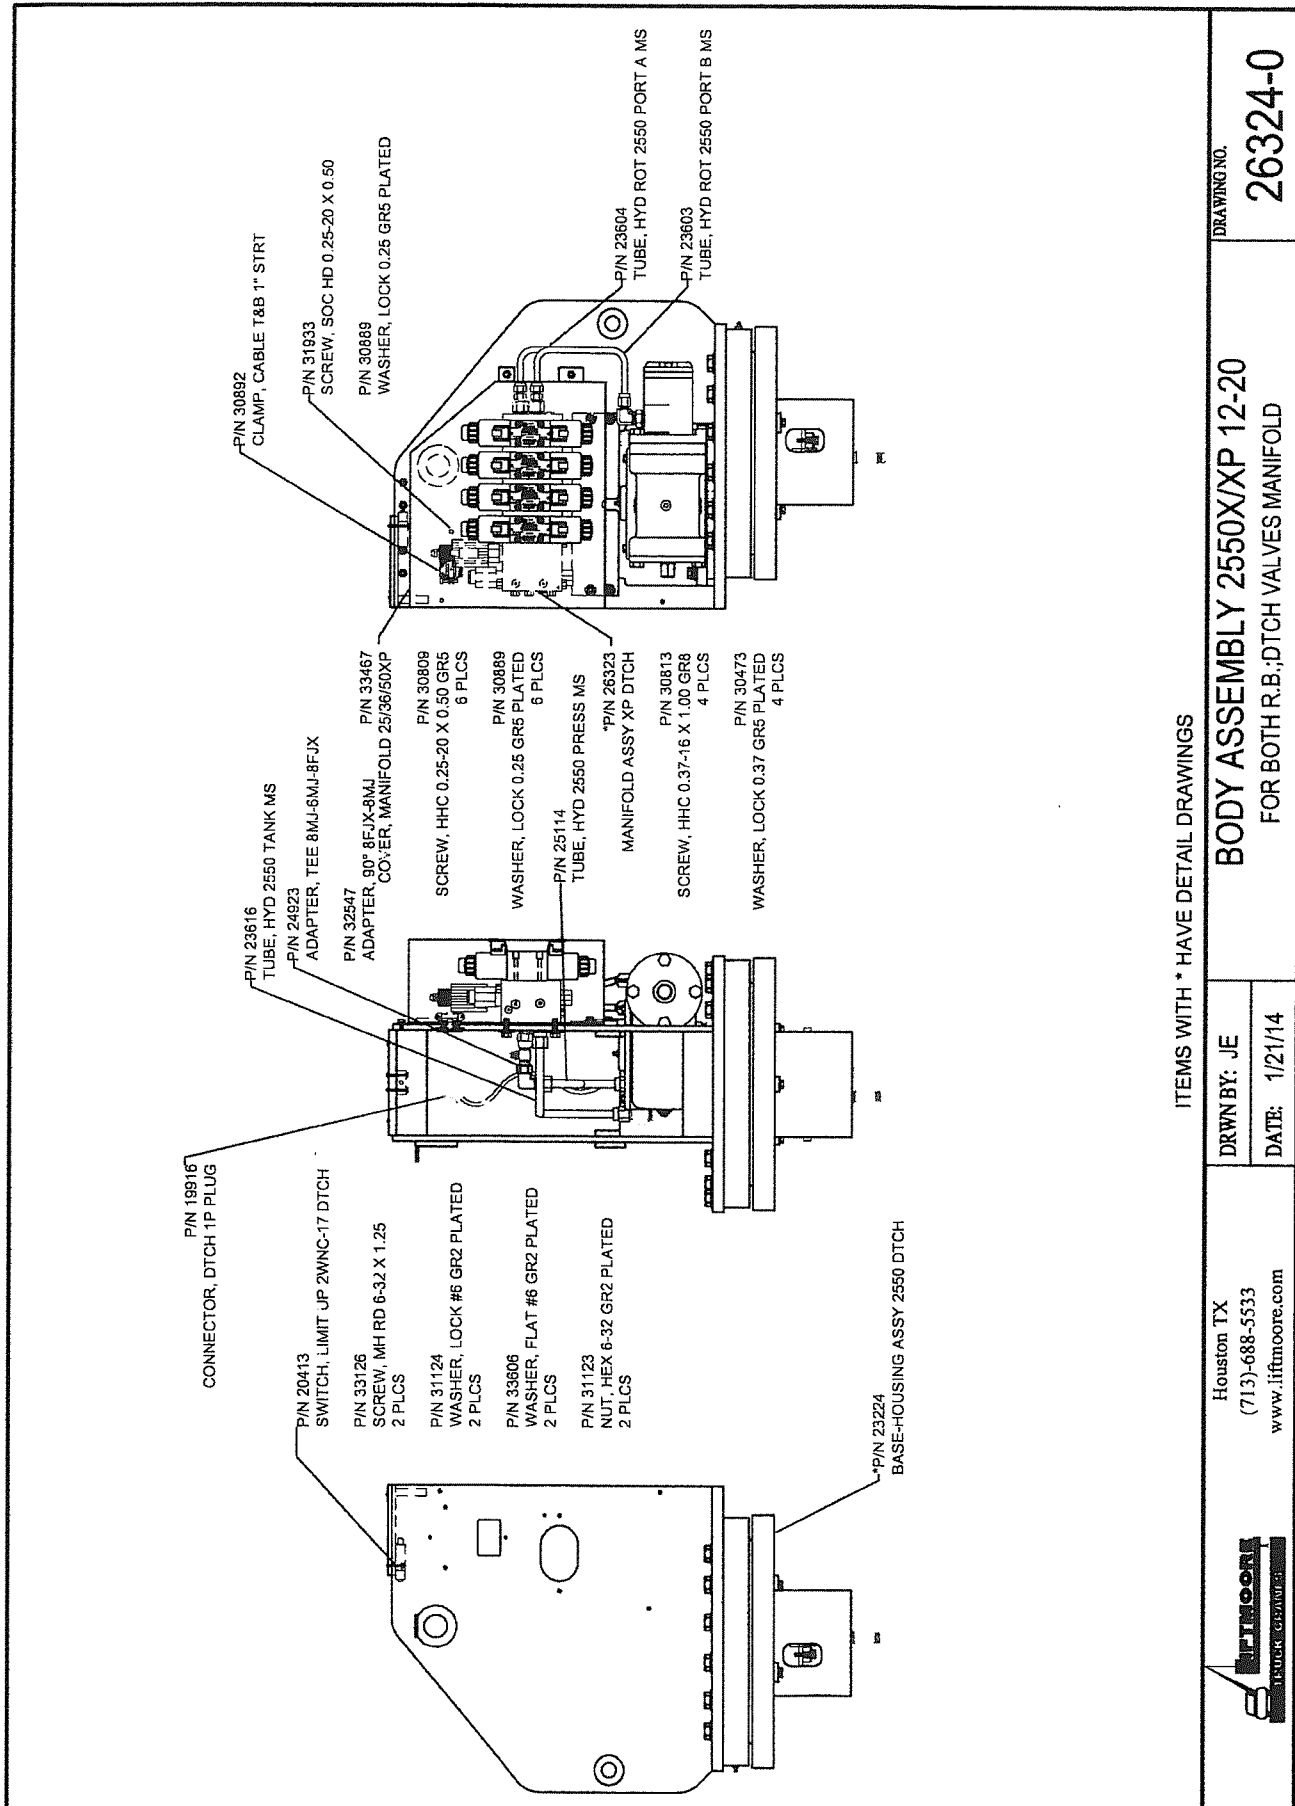 P/N 19916
CONNECTOR, DTCH 1P PLUG
P/N 20413
SWITCH, LIMIT UP 2WNC-17 DTCH
P/N 33126
SCREW, MH RD 6-32 X 1.25
2 PLCS
P/N 31124
WASHER, LOCK #6 GR2 PLATED
2 PLCS
P/N 33606
WASHER, FLAT #6 GR2 PLATED
2 PLCS
P/N 31123
NUT, HEX 6-32 GR2 PLATED
2 PLCS
*P/N 23224
BASE-HOUSING ASSY 2550 DTCH
P/N 23616
TUBE, HYD 2550 TANK MS
P/N 24923
ADAPTER, TEE 8MJ-6MJ-8FJX
P/N 32547
ADAPTER, 90° 8FJX-8MJ
P/N 33467
COVER, MANIFOLD 25/36/50XP
P/N 30809
SCREW, HHC 0.25-20 X 0.50 GR5
6 PLCS
P/N 30889
WASHER, LOCK 0.25 GR5 PLATED
6 PLCS
P/N 25114
TUBE, HYD 2550 PRESS MS
*P/N 26323
MANIFOLD ASSY XP DTCH
P/N 30813
SCREW, HHC 0.37-16 X 1.00 GR8
4 PLCS
P/N 30473
WASHER, LOCK 0.37 GR5 PLATED
4 PLCS
P/N 30892
CLAMP, CABLE T&B 1" STRT
P/N 31933
SCREW, SOC HD 0.25-20 X 0.50
P/N 30889
WASHER, LOCK 0.25 GR5 PLATED
P/N 23604
TUBE, HYD ROT 2550 PORT A MS
P/N 23603
TUBE, HYD ROT 2550 PORT B MS
ITEMS WITH * HAVE DETAIL DRAWINGS
LIFTMOORE
TRUCK CRANES
Houston TX
(713)-688-5533
www.liftmoore.com
DRWN BY: JE
DATE: 1/21/14
BODY ASSEMBLY 2550X/XP 12-20
FOR BOTH R.B.;DTCH VALVES MANIFOLD
DRAWING NO.
26324-0